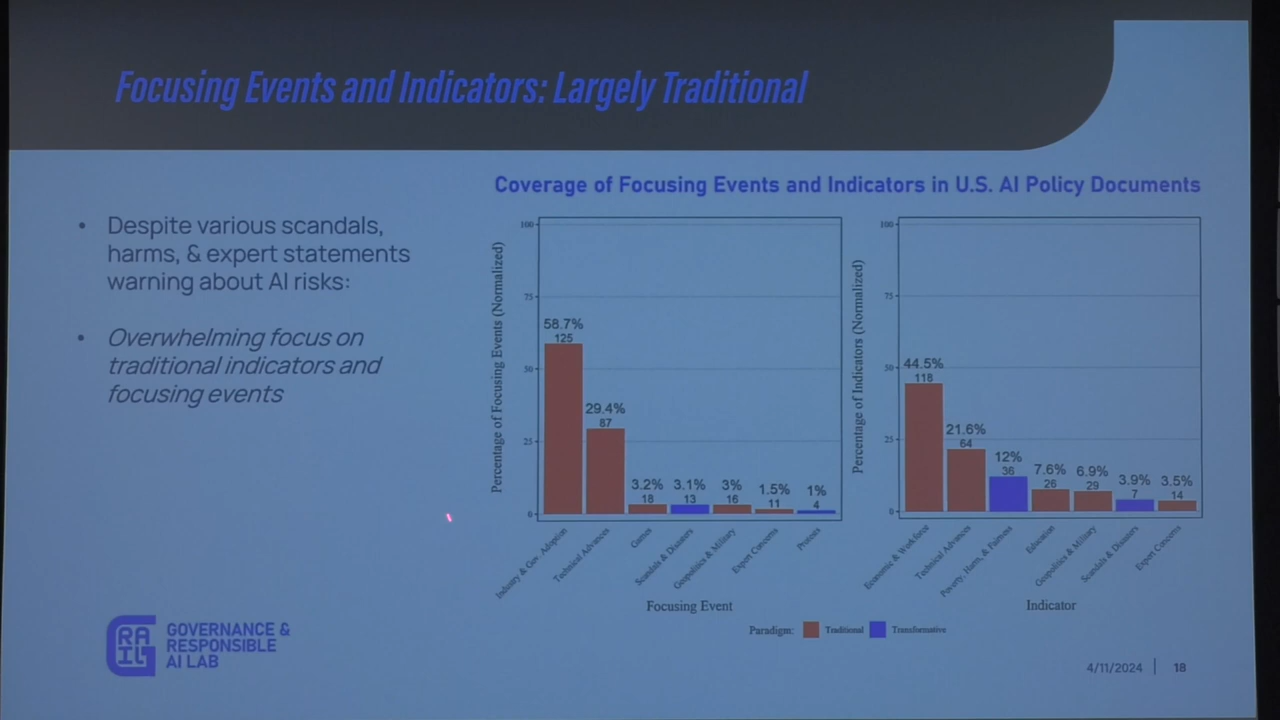 Focusing Events and Indicators: Largely Traditional
• Despite various scandals,
harms, & expert statements
warning about AI risks:
• Overwhelming focus on
traditional indicators and
focusing events
Coverage of Focusing Events and Indicators in U.S. AI Policy Documents
Percentage of Focusing Events (Normalized)
100
75
50
25
0
58.7%
125
29.4%
87
3.2%
18
3.1%
13
3%
16
1.5%
11
1%
4
Industry & Gov. Adoption
Technical Advances
Games
Scandals & Disasters
Geopolitics & Military
Expert Concerns
Protests
Focusing Event
Percentage of Indicators (Normalized)
100
75
50
25
0
44.5%
118
21.6%
64
12%
36
7.6%
26
6.9%
29
3.9%
7
3.5%
14
Economic & Workforce
Technical Advances
Poverty, Harm, & Fairness
Education
Geopolitics & Military
Scandals & Disasters
Expert Concerns
Indicator
Paradigm: Traditional Transformative
RAIL
GOVERNANCE &
RESPONSIBLE
AI LAB
4/11/2024 | 18